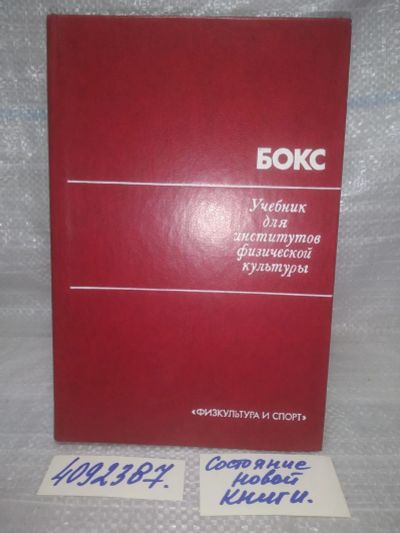 БОКС
Учебник
для
институтов
физической
культуры
«ФИЗКУЛЬТУРА И СПОРТ»
4092387.
Состояние
новой
книги.